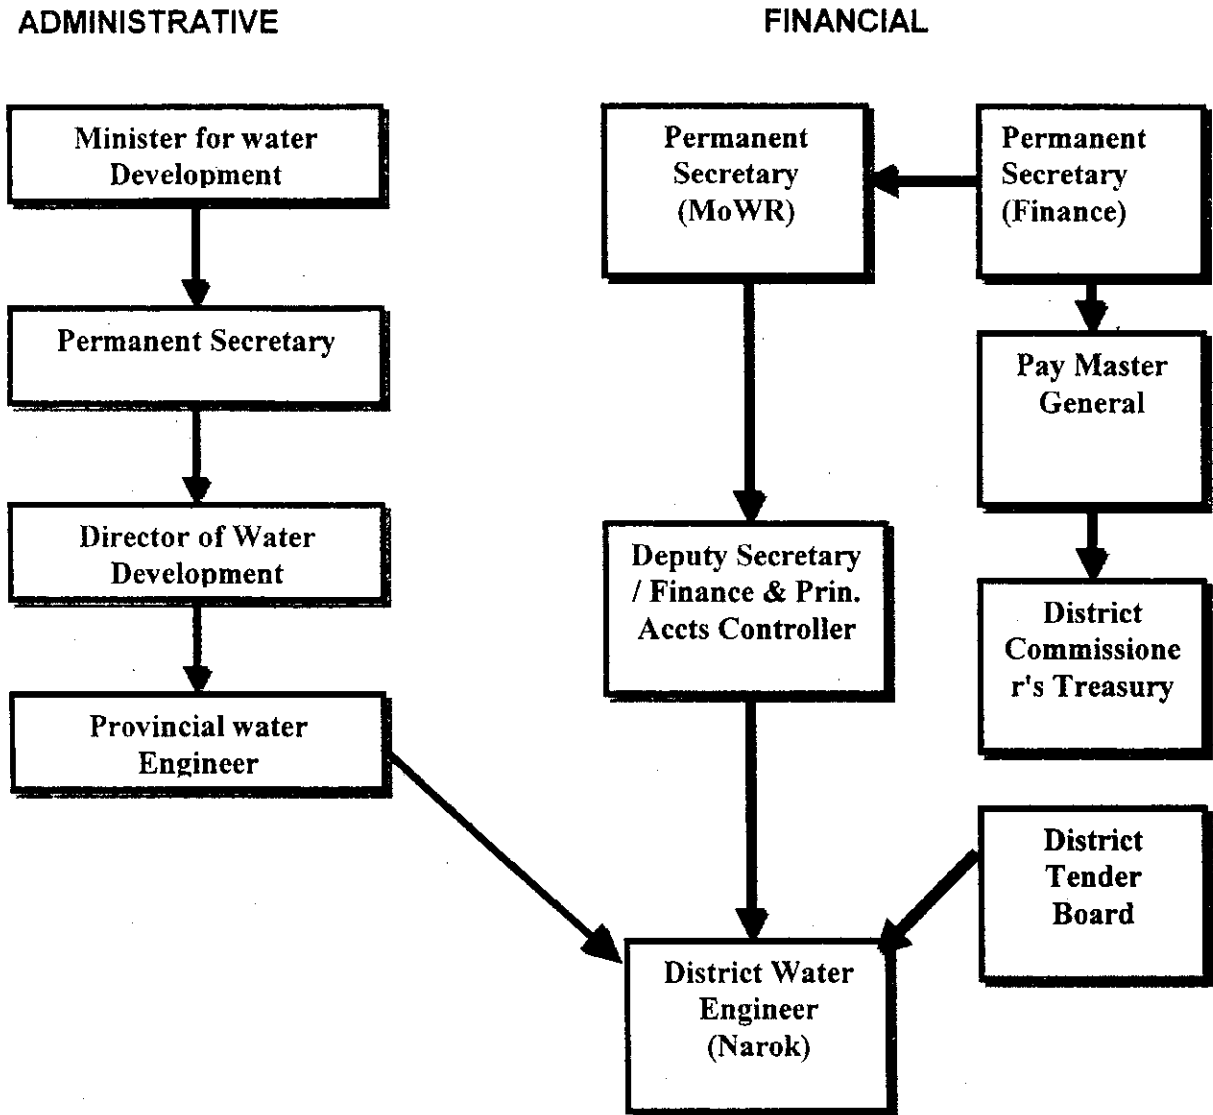 ADMINISTRATIVE
FINANCIAL
Minister for water
Development
Permanent Secretary
Director of Water
Development
Provincial water
Engineer
Permanent
Secretary
(MoWR)
Permanent
Secretary
(Finance)
Pay Master
General
Deputy Secretary
/ Finance & Prin.
Accts Controller
District
Commissione
r's Treasury
District
Tender
Board
District Water
Engineer
(Narok)